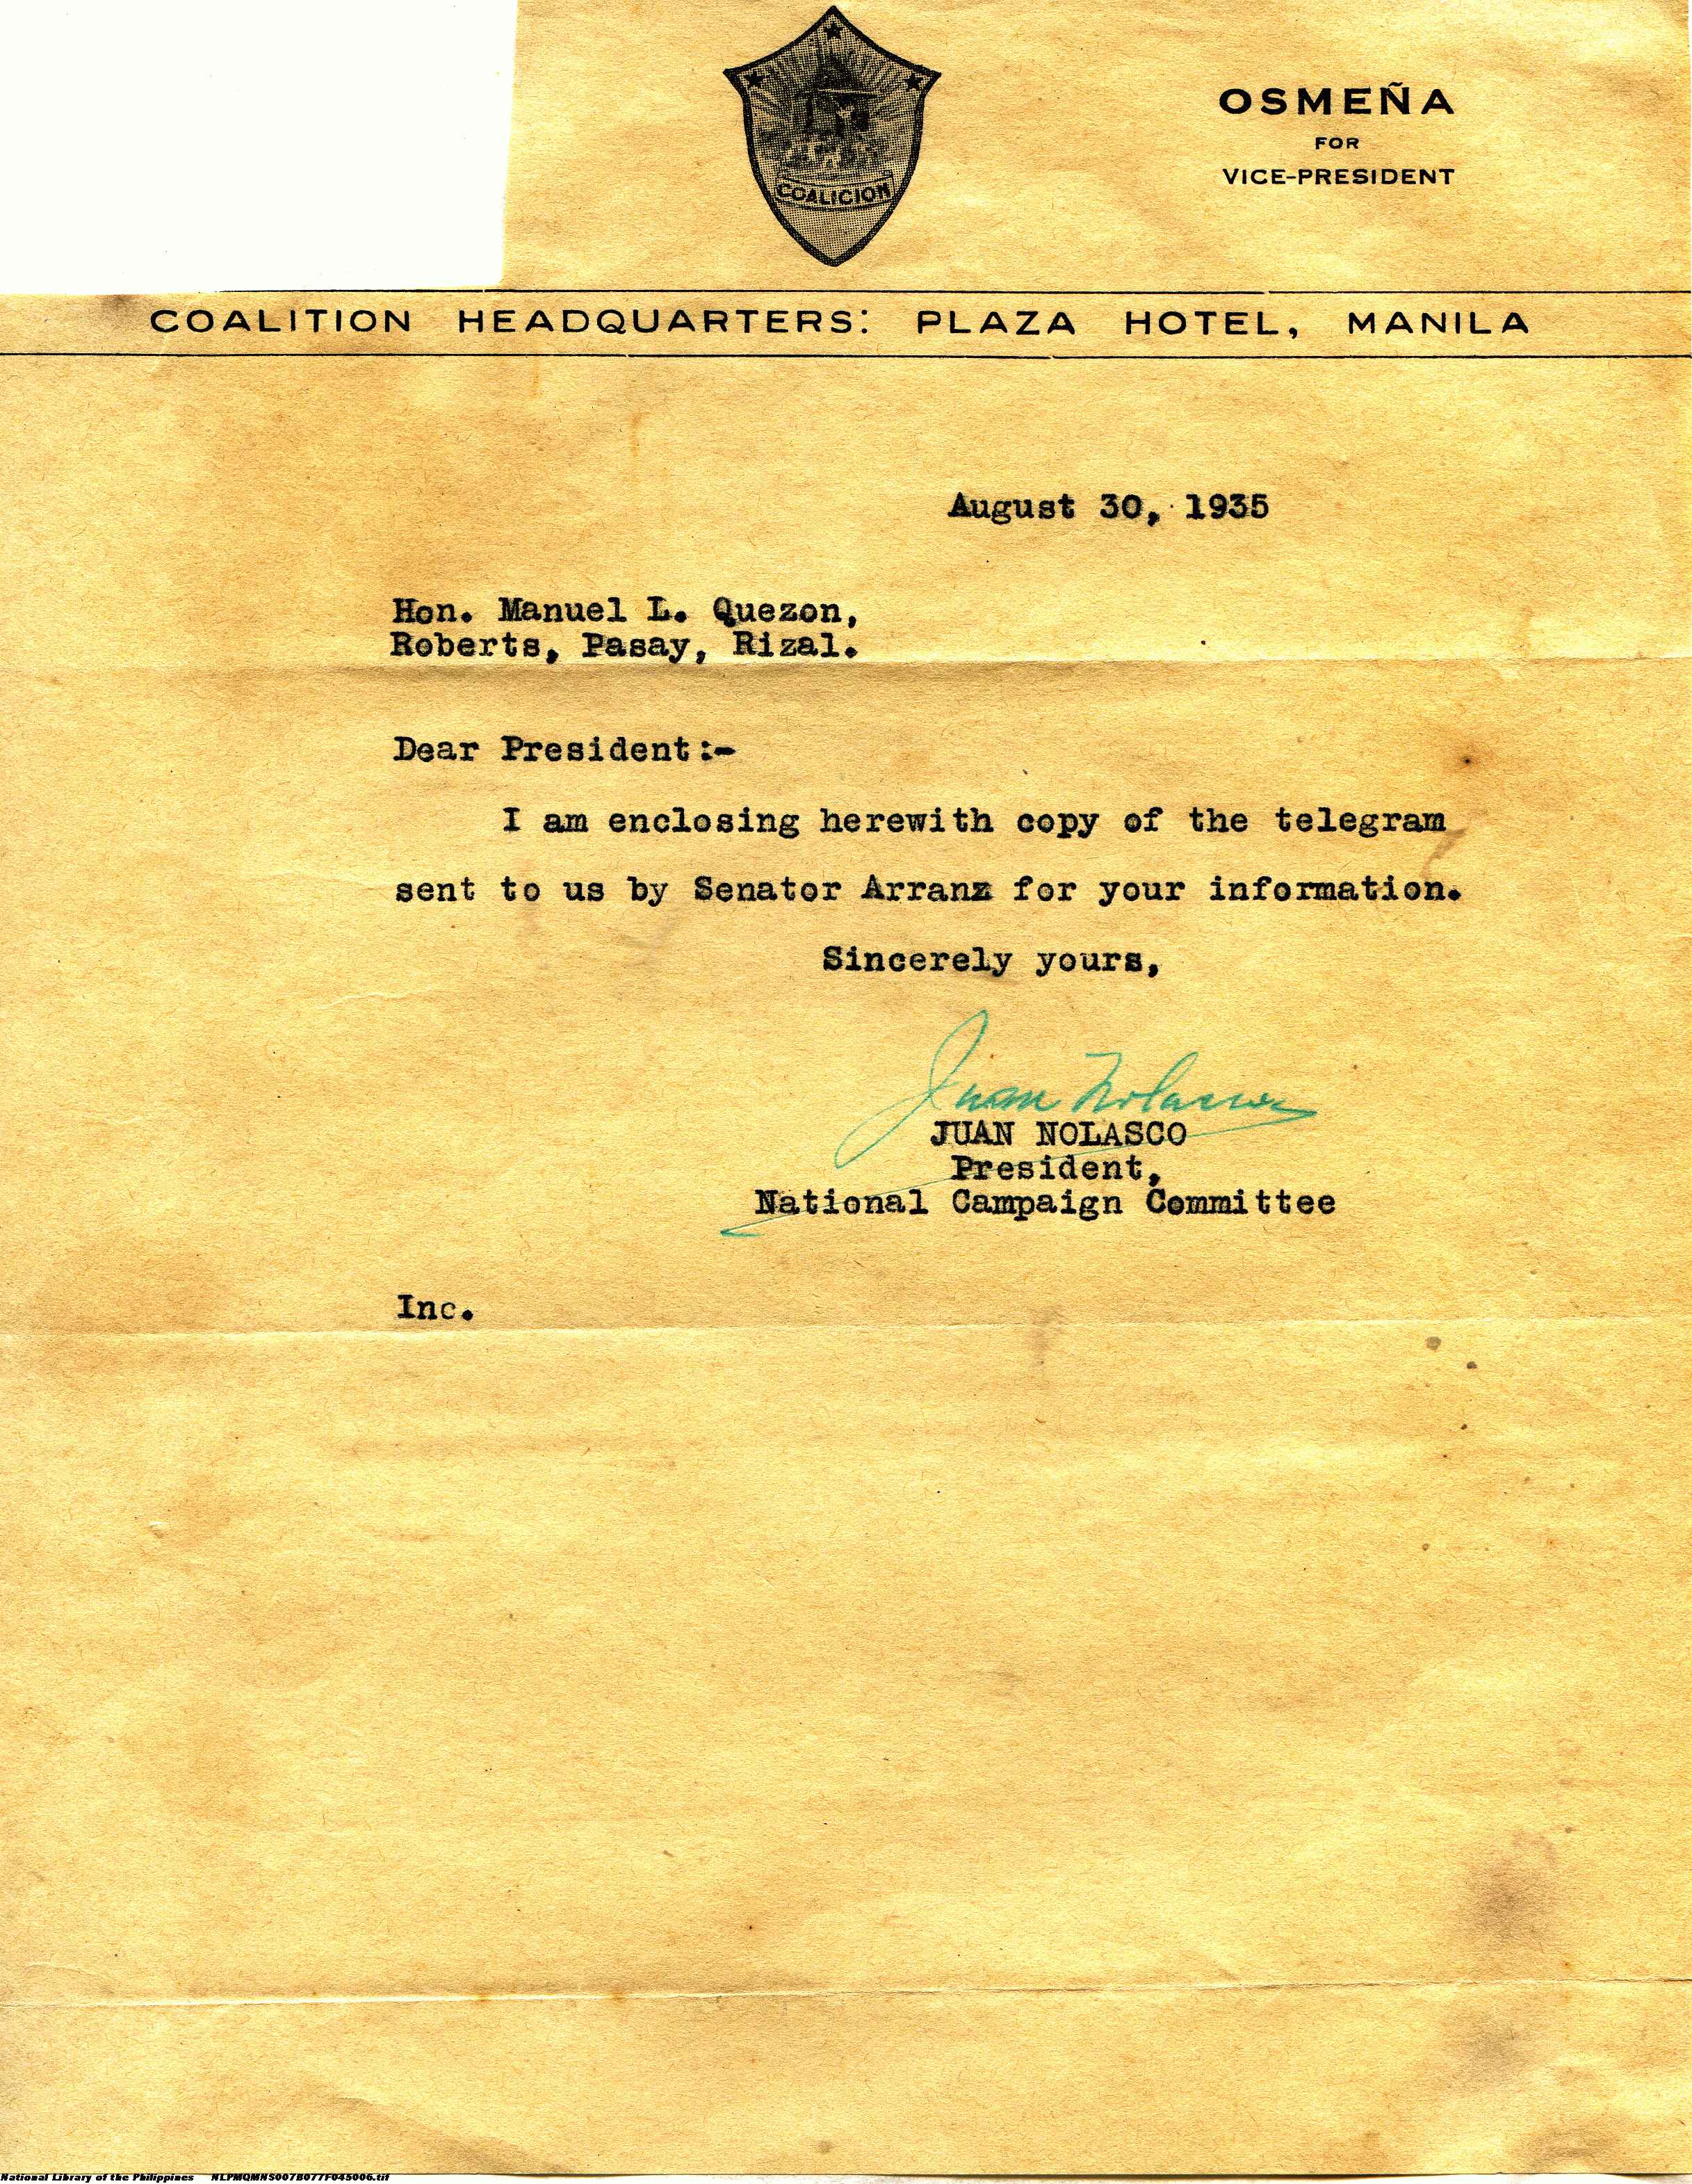 COALICION
OSMEÑA
FOR
VICE-PRESIDENT
COALITION HEADQUARTERS: PLAZA HOTEL, MANILA
August 30, 1935
Hon. Manuel L. Quezon,
Roberts, Pasay, Rizal.
Dear President:-
I am enclosing herewith copy of the telegram
sent to us by Senator Arranz for your information.
Sincerely yours,
Juan Nolasco
JUAN NOLASCO
President,
National Campaign Committee
Inc.
National Library of the Philippines NLPMQMNS007B077F045006.tif